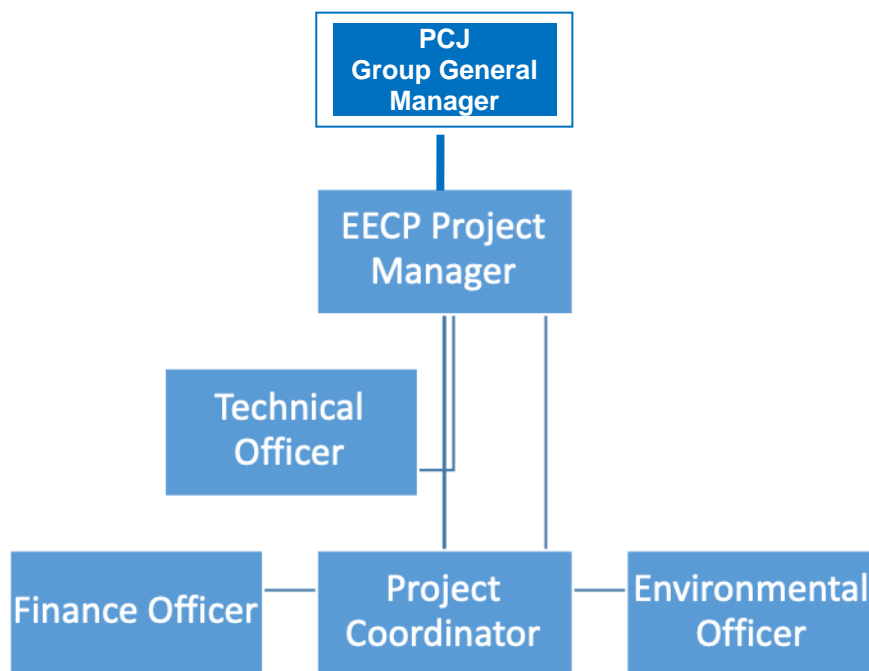 PCJ
Group General
Manager
EECP Project
Manager
Technical
Officer
Finance Officer
Project
Coordinator
Environmental
Officer